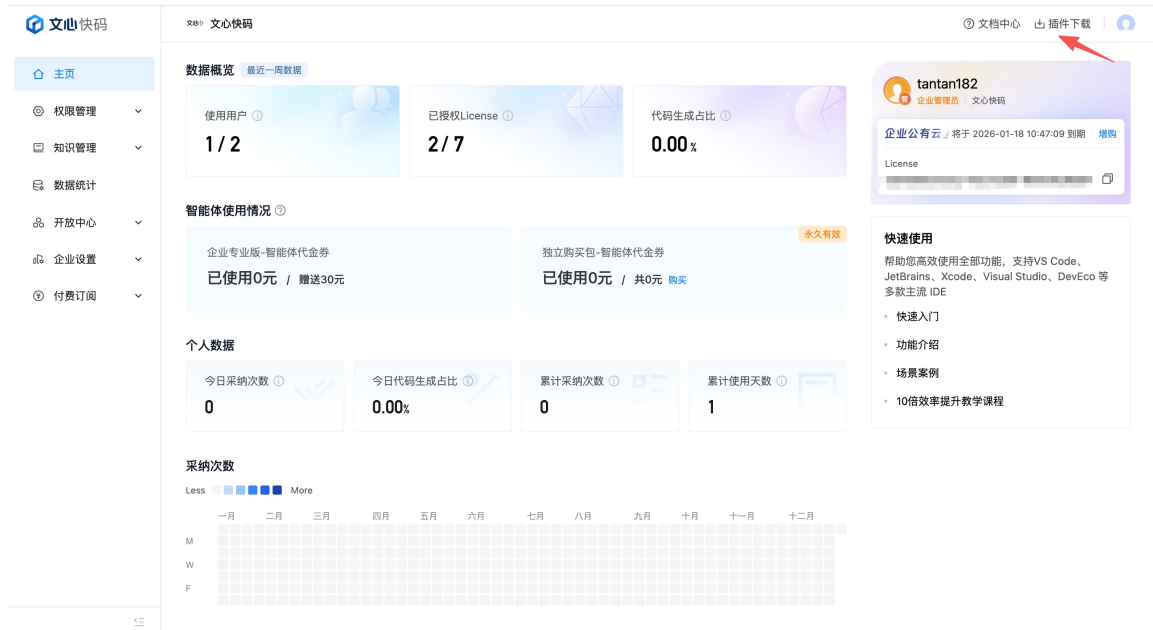 文心快码
文心快码
文档中心
插件下载
主页
权限管理
知识管理
数据统计
开放中心
企业设置
付费订阅
数据概览
最近一周数据
使用用户
1 / 2
已授权License
2 / 7
代码生成占比
0.00 %
智能体使用情况
企业专业版-智能体代金券
已使用0元 / 赠送30元
永久有效
独立购买包-智能体代金券
已使用0元 / 共0元 购买
个人数据
今日采纳次数
0
今日代码生成占比
0.00%
累计采纳次数
0
累计使用天数
1
采纳次数
Less
More
一月 二月 三月 四月 五月 六月 七月 八月 九月 十月 十一月 十二月
M
W
F
tantan182
企业管理员 文心快码
企业公有云 将于 2026-01-18 10:47:09 到期 增购
License
快速使用
帮助您高效使用全部功能，支持VS Code、
JetBrains、Xcode、Visual Studio、DevEco 等
多款主流 IDE
快速入门
功能介绍
场景案例
10倍效率提升教学课程